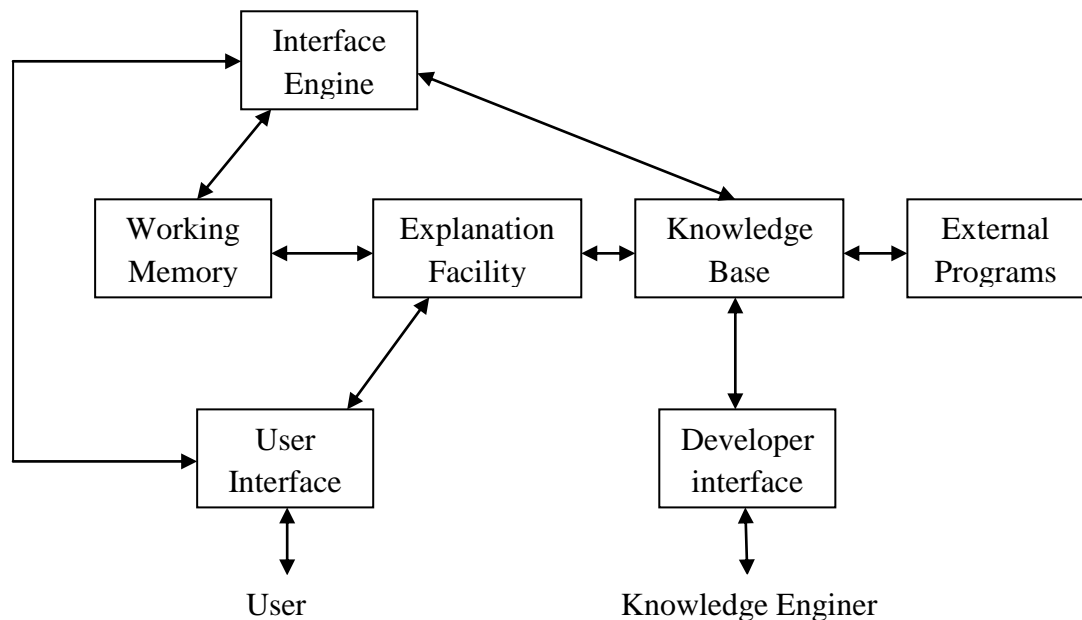 Interface
Engine
Working
Memory
Explanation
Facility
Knowledge
Base
External
Programs
User
Interface
Developer
interface
User
Knowledge Enginer